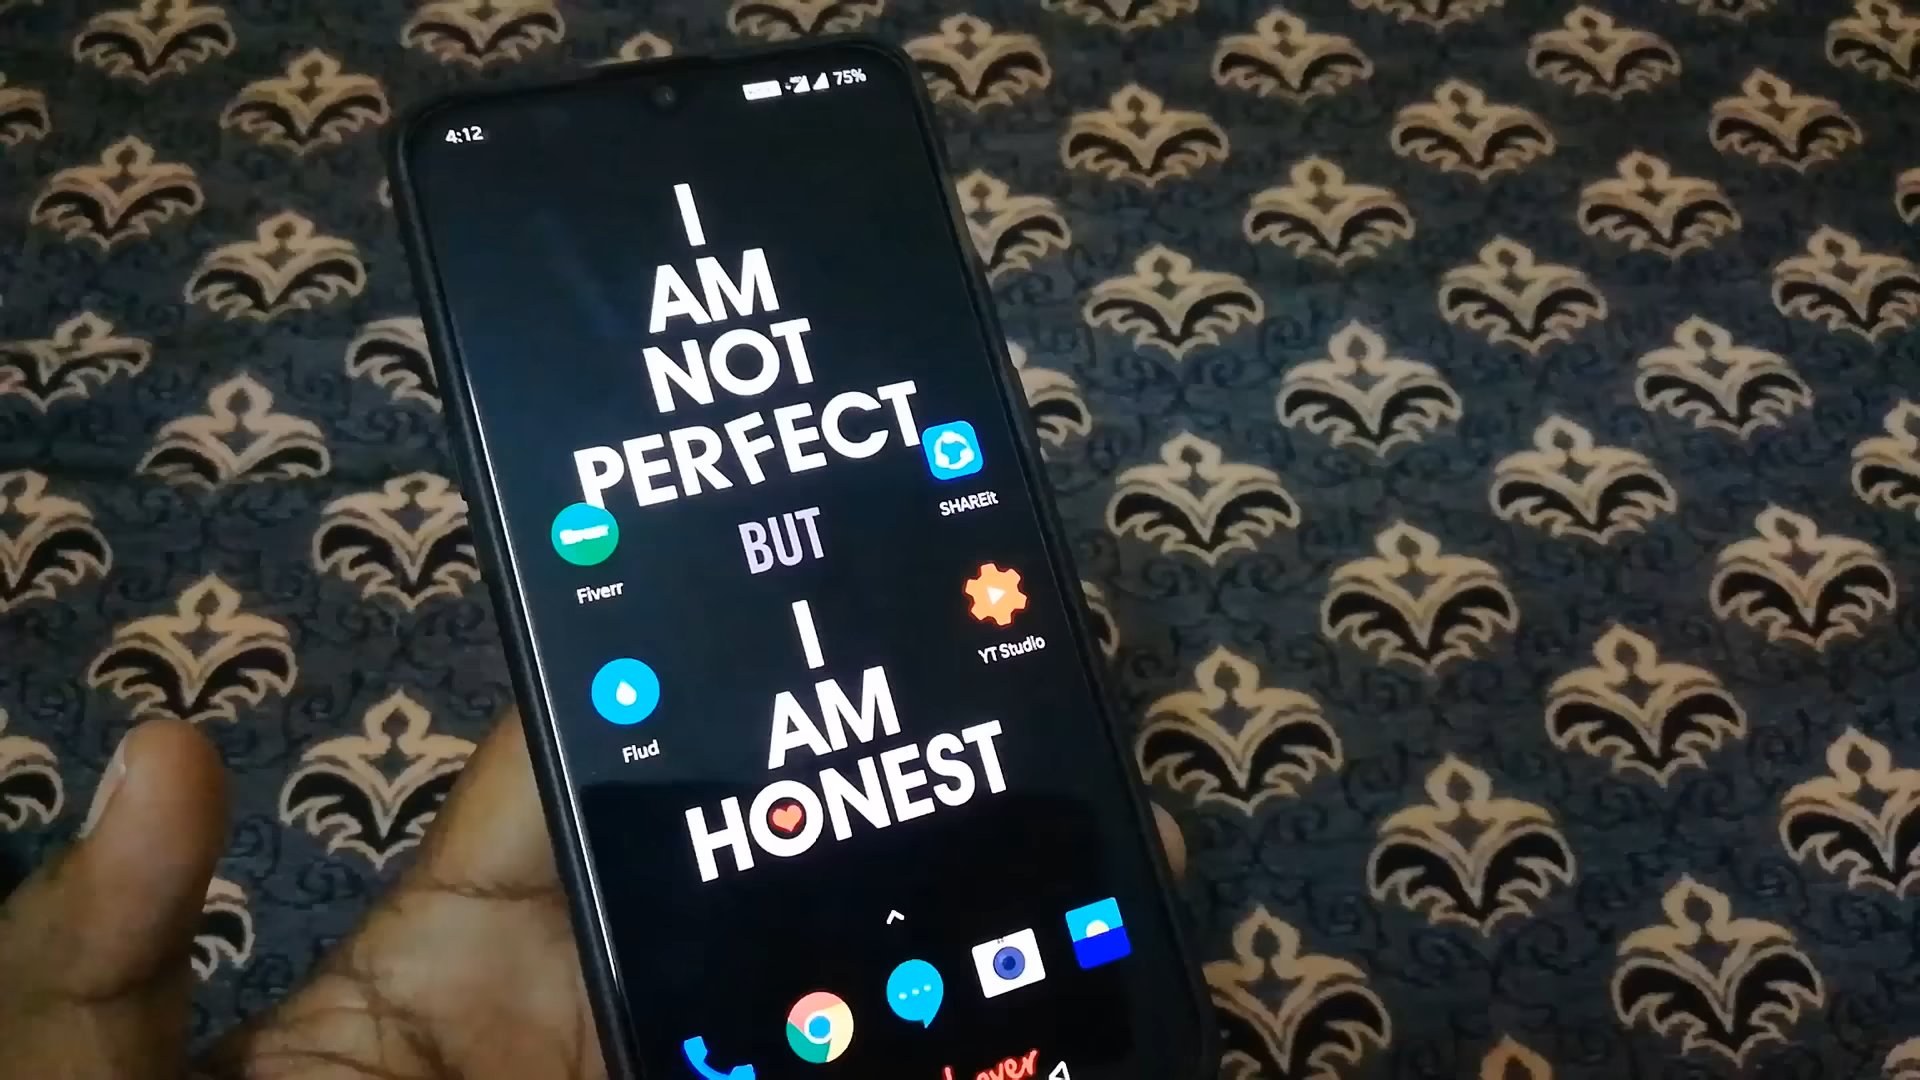 4:12
75%
I
AM
NOT
PERFECT
SHAREit
BUT
Fiverr
I
YT Studio
AM
Flud
HONEST